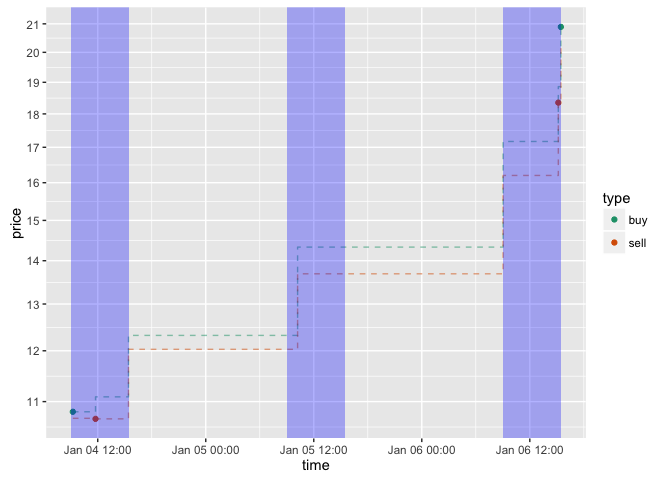 21
20
19
18
17
16
15
14
13
12
11
price
Jan 04 12:00
Jan 05 00:00
Jan 05 12:00
Jan 06 00:00
Jan 06 12:00
time
type
buy
sell